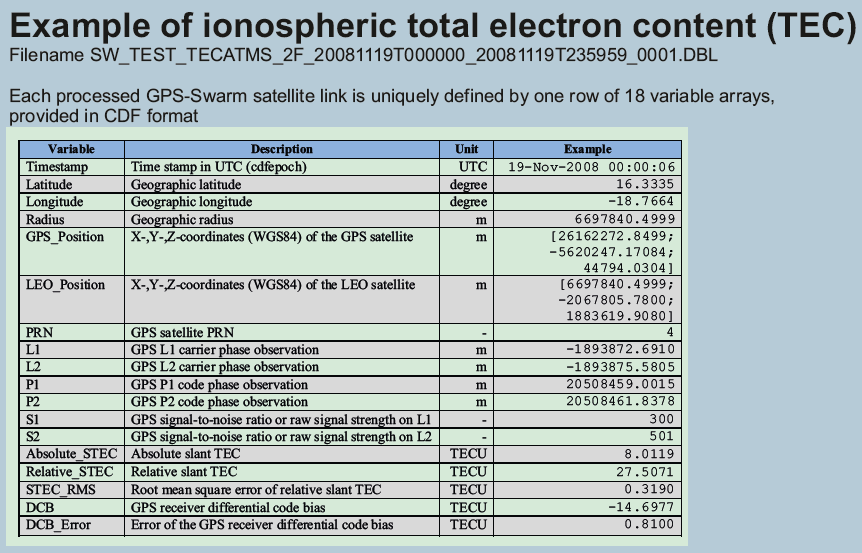 Example of ionospheric total electron content (TEC)
Filename SW_TEST_TECATMS_2F_20081119T000000_20081119T235959_0001.DBL
Each processed GPS-Swarm satellite link is uniquely defined by one row of 18 variable arrays,
provided in CDF format
Variable Description Unit Example
Timestamp Time stamp in UTC (cdfepoch) UTC 19-Nov-2008 00:00:06
Latitude Geographic latitude degree 16.3335
Longitude Geographic longitude degree -18.7664
Radius Geographic radius m 6697840.4999
GPS_Position X-,Y-,Z-coordinates (WGS84) of the GPS satellite m [26162272.8499;
-5620247.17084;
44794.0304]
LEO_Position X-,Y-,Z-coordinates (WGS84) of the LEO satellite m [6697840.4999;
-2067805.7800;
1883619.9080]
PRN GPS satellite PRN - 4
L1 GPS L1 carrier phase observation m -1893872.6910
L2 GPS L2 carrier phase observation m -1893875.5805
P1 GPS P1 code phase observation m 20508459.0015
P2 GPS P2 code phase observation m 20508461.8378
S1 GPS signal-to-noise ratio or raw signal strength on L1 - 300
S2 GPS signal-to-noise ratio or raw signal strength on L2 - 501
Absolute_STEC Absolute slant TEC TECU 8.0119
Relative_STEC Relative slant TEC TECU 27.5071
STEC_RMS Root mean square error of relative slant TEC TECU 0.3190
DCB GPS receiver differential code bias TECU -14.6977
DCB_Error Error of the GPS receiver differential code bias TECU 0.8100